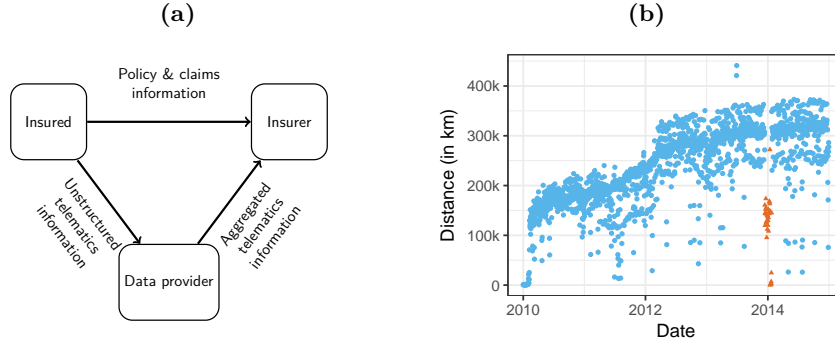 (a)
Policy & claims
information
Insured
Insurer
Unstructured
telematics
information
Aggregated
telematics
information
Data provider
(b)
Distance (in km)
400k
300k
200k
100k
0
2010
2012
2014
Date